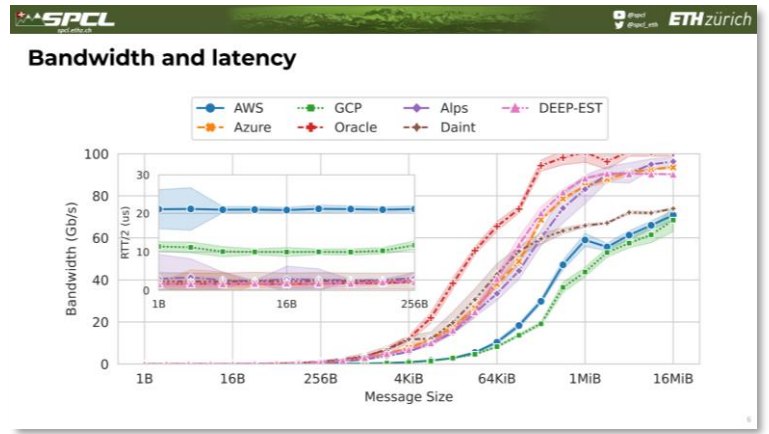 SPCL
spcl.ethz.ch
@spcl
@spcl_eth
ETH zürich
Bandwidth and latency
AWS GCP Alps DEEP-EST
Azure Oracle Daint
100
80
60
40
20
0
Bandwidth (Gb/s)
30
20
10
0
RTT/2 (us)
1B 16B 256B
1B 16B 256B 4KiB 64KiB 1MiB 16MiB
Message Size
6